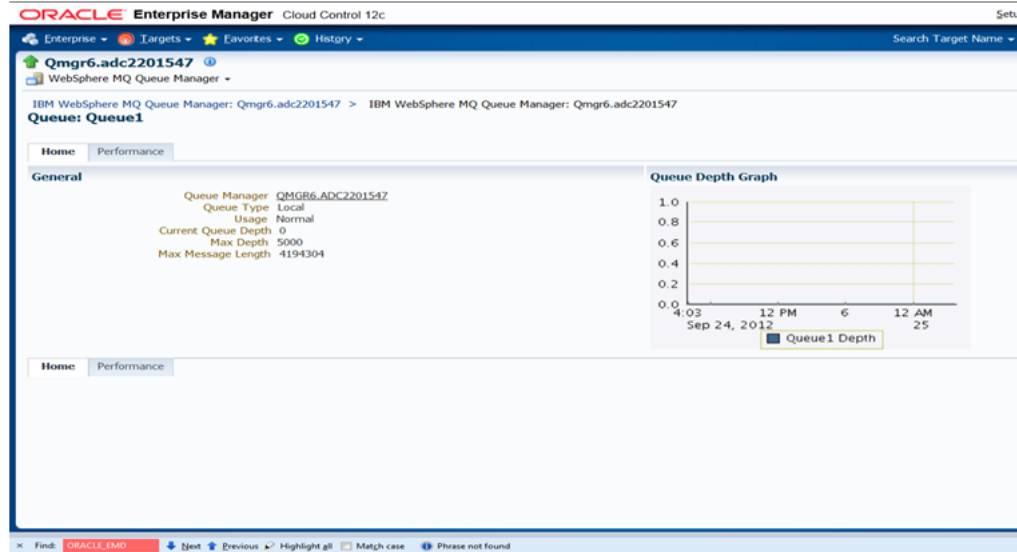 ORACLE Enterprise Manager Cloud Control 12c
Setu
Enterprise Targets Favorites History
Search Target Name
Qmgr6.adc2201547
WebSphere MQ Queue Manager
IBM WebSphere MQ Queue Manager: Qmgr6.adc2201547 > IBM WebSphere MQ Queue Manager: Qmgr6.adc2201547
Queue: Queue1
Home Performance
General
Queue Manager QMGR6.ADC2201547
Queue Type Local
Usage Normal
Current Queue Depth 0
Max Depth 5000
Max Message Length 4194304
Queue Depth Graph
1.0
0.8
0.6
0.4
0.2
0.0
4:03 12 PM 6 12 AM
Sep 24, 2012 25
Queue1 Depth
Home Performance
× Find: ORACLE_EMD Next Previous Highlight all Match case Phrase not found